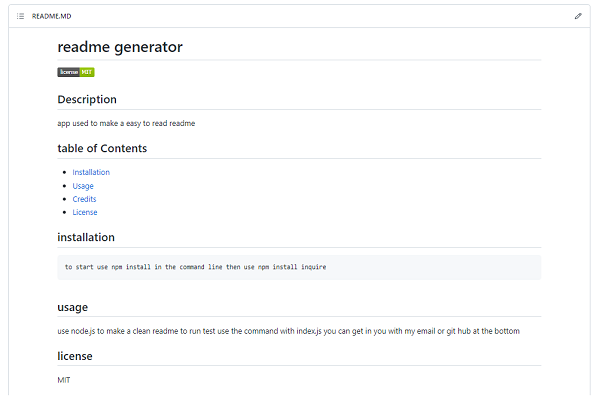 README.MD
readme generator
license MIT
Description
app used to make a easy to read readme
table of Contents
Installation
Usage
Credits
License
installation
to start use npm install in the command line then use npm install inquire
usage
use node.js to make a clean readme to run test use the command with index.js you can get in you with my email or git hub at the bottom
license
MIT